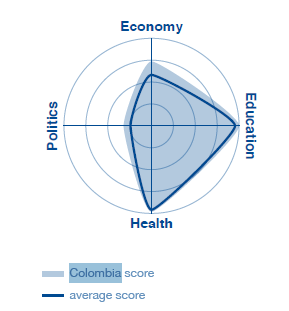 Economy
Politics
Education
Health
Colombia score
average score